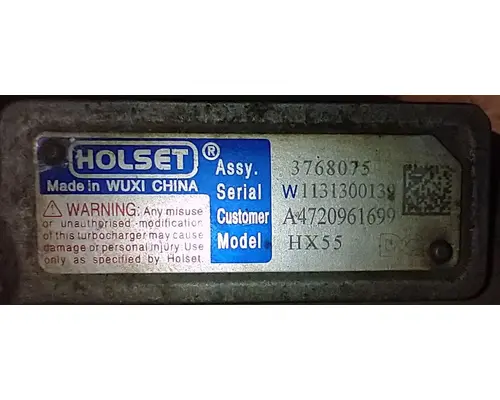 HOLSET®
Made in WUXI CHINA
WARNING: Any misuse
or unauthorised modification
of this turbocharger may cause
damage or personal injury. Use
only as specified by Holset.
Assy. 3768075
Serial W1131300139
Customer A4720961699
Model HX55